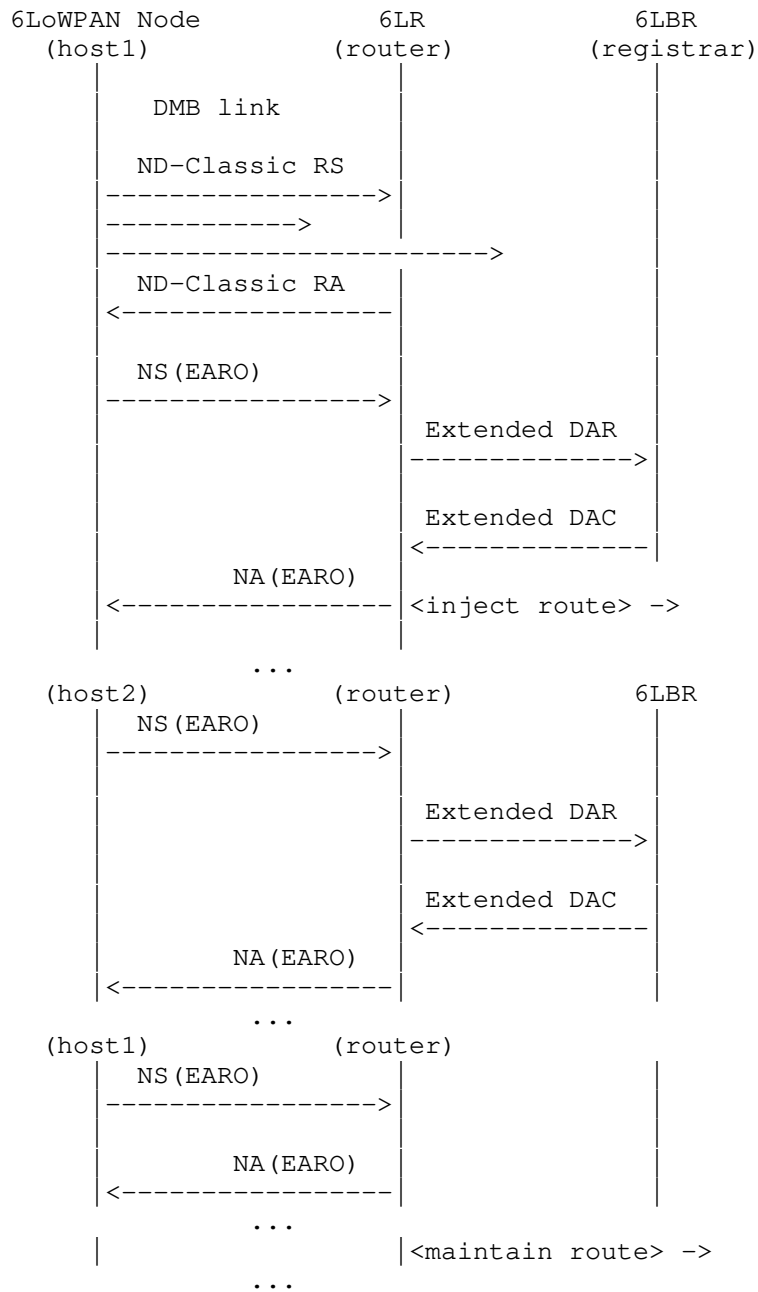 6LoWPAN Node 6LR 6LBR
(host1) (router) (registrar)
DMB link
ND-Classic RS
ND-Classic RA
NS(EARO)
Extended DAR
Extended DAC
NA(EARO)
<inject route> ->
...
(host2) (router) 6LBR
NS(EARO)
Extended DAR
Extended DAC
NA(EARO)
...
(host1) (router)
NS(EARO)
NA(EARO)
...
<maintain route> ->
...